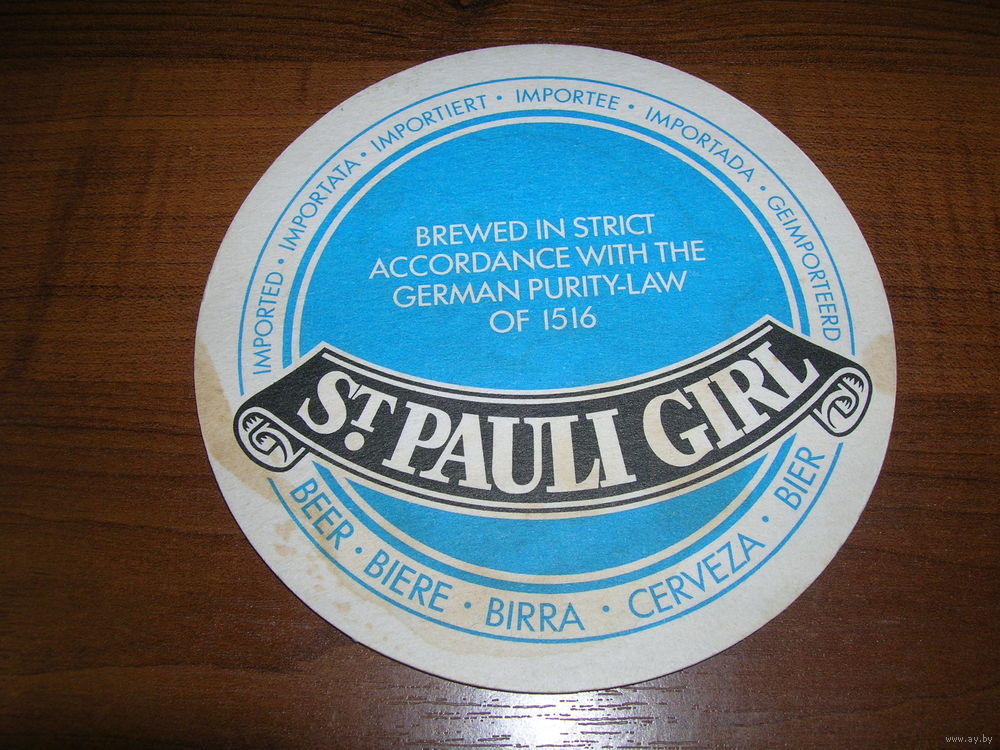 IMPORTED • IMPORTATA • IMPORTIERT • IMPORTEE • IMPORTADA • GEIMPORTEERD
BREWED IN STRICT
ACCORDANCE WITH THE
GERMAN PURITY-LAW
OF 1516
ST. PAULI GIRL
BEER • BIERE • BIRRA • CERVEZA • BIER
www.ay.by